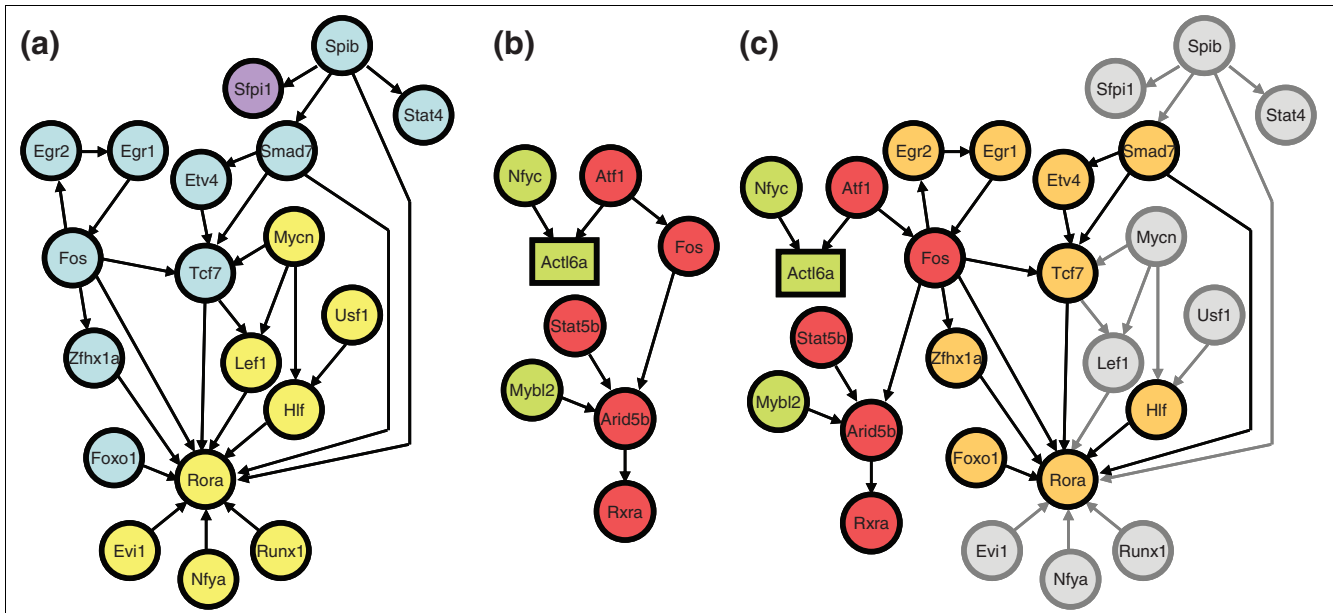 (a)
Spib
Sfpi1
Stat4
Egr2
Egr1
Etv4
Smad7
Mycn
Fos
Tcf7
Usf1
Zfhx1a
Lef1
Hlf
Foxo1
Rora
Evi1
Nfya
Runx1
(b)
Nfyc
Atf1
Actl6a
Fos
Stat5b
Mybl2
Arid5b
Rxra
(c)
Spib
Sfpi1
Stat4
Egr2
Egr1
Smad7
Etv4
Nfyc
Atf1
Mycn
Actl6a
Fos
Tcf7
Usf1
Stat5b
Zfhx1a
Lef1
Mybl2
Arid5b
Hlf
Foxo1
Rora
Rxra
Evi1
Nfya
Runx1